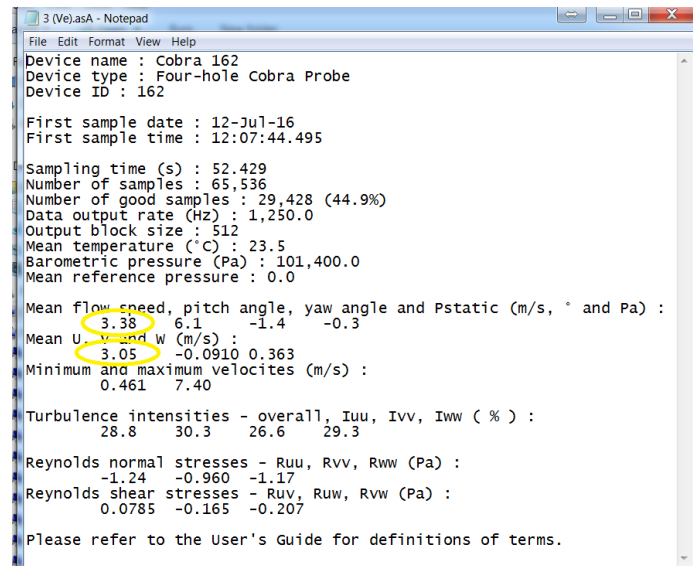 3 (Ve).asA - Notepad
File Edit Format View Help
Device name : Cobra 162
Device type : Four-hole Cobra Probe
Device ID : 162
First sample date : 12-Jul-16
First sample time : 12:07:44.495
Sampling time (s) : 52.429
Number of samples : 65,536
Number of good samples : 29,428 (44.9%)
Data output rate (Hz) : 1,250.0
Output block size : 512
Mean temperature (°C) : 23.5
Barometric pressure (Pa) : 101,400.0
Mean reference pressure : 0.0
Mean flow speed, pitch angle, yaw angle and Pstatic (m/s, ° and Pa) :
3.38 6.1 -1.4 -0.3
Mean U, V and W (m/s) :
3.05 -0.0910 0.363
Minimum and maximum velocites (m/s) :
0.461 7.40
Turbulence intensities - overall, Iuu, Ivv, Iww ( % ) :
28.8 30.3 26.6 29.3
Reynolds normal stresses - Ruu, Rvv, Rww (Pa) :
-1.24 -0.960 -1.17
Reynolds shear stresses - Ruv, Ruw, Rvw (Pa) :
0.0785 -0.165 -0.207
Please refer to the User's Guide for definitions of terms.